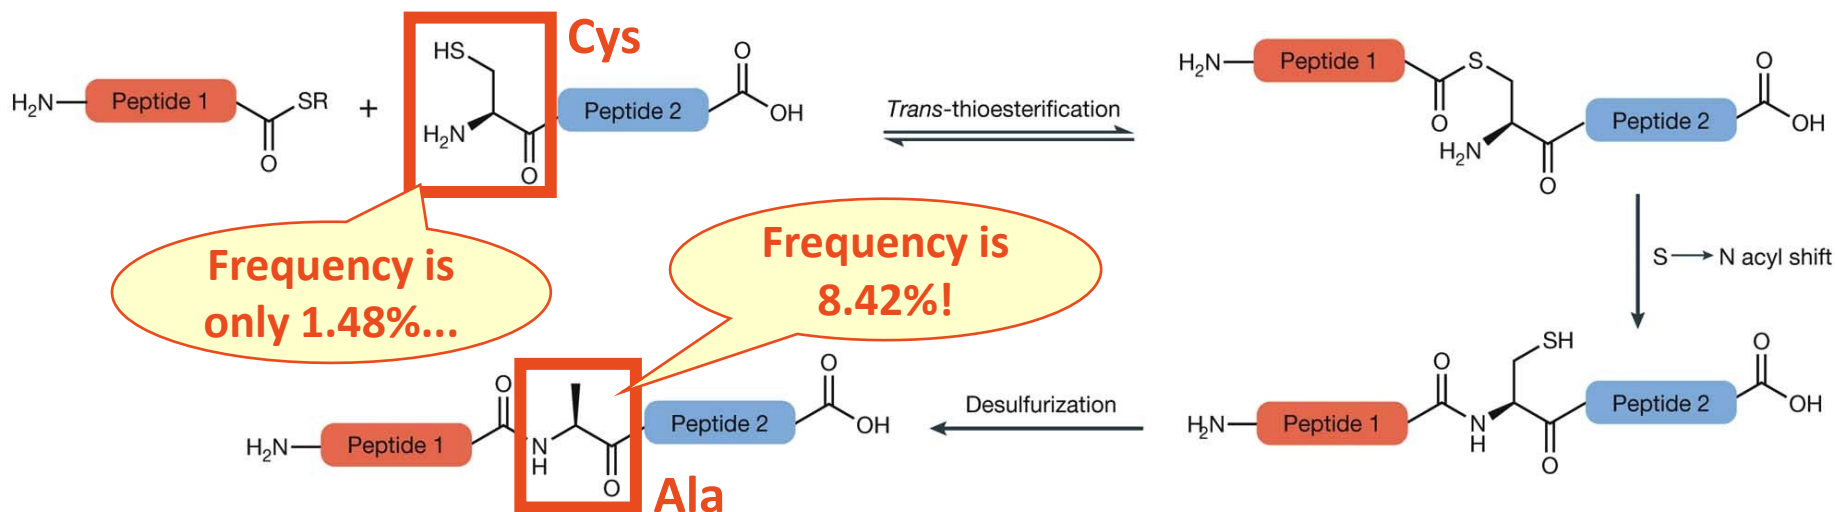 Cys
HS
H₂N
Peptide 1
SR
O
+
H₂N
O
Peptide 2
O
OH
Trans-thioesterification
H₂N
Peptide 1
S
O
H₂N
O
Peptide 2
O
OH
Frequency is
only 1.48%...
Frequency is
8.42%!
S → N acyl shift
H₂N
Peptide 1
O
N
H
SH
O
Peptide 2
O
OH
Desulfurization
H₂N
Peptide 1
O
N
H
O
Peptide 2
O
OH
Ala